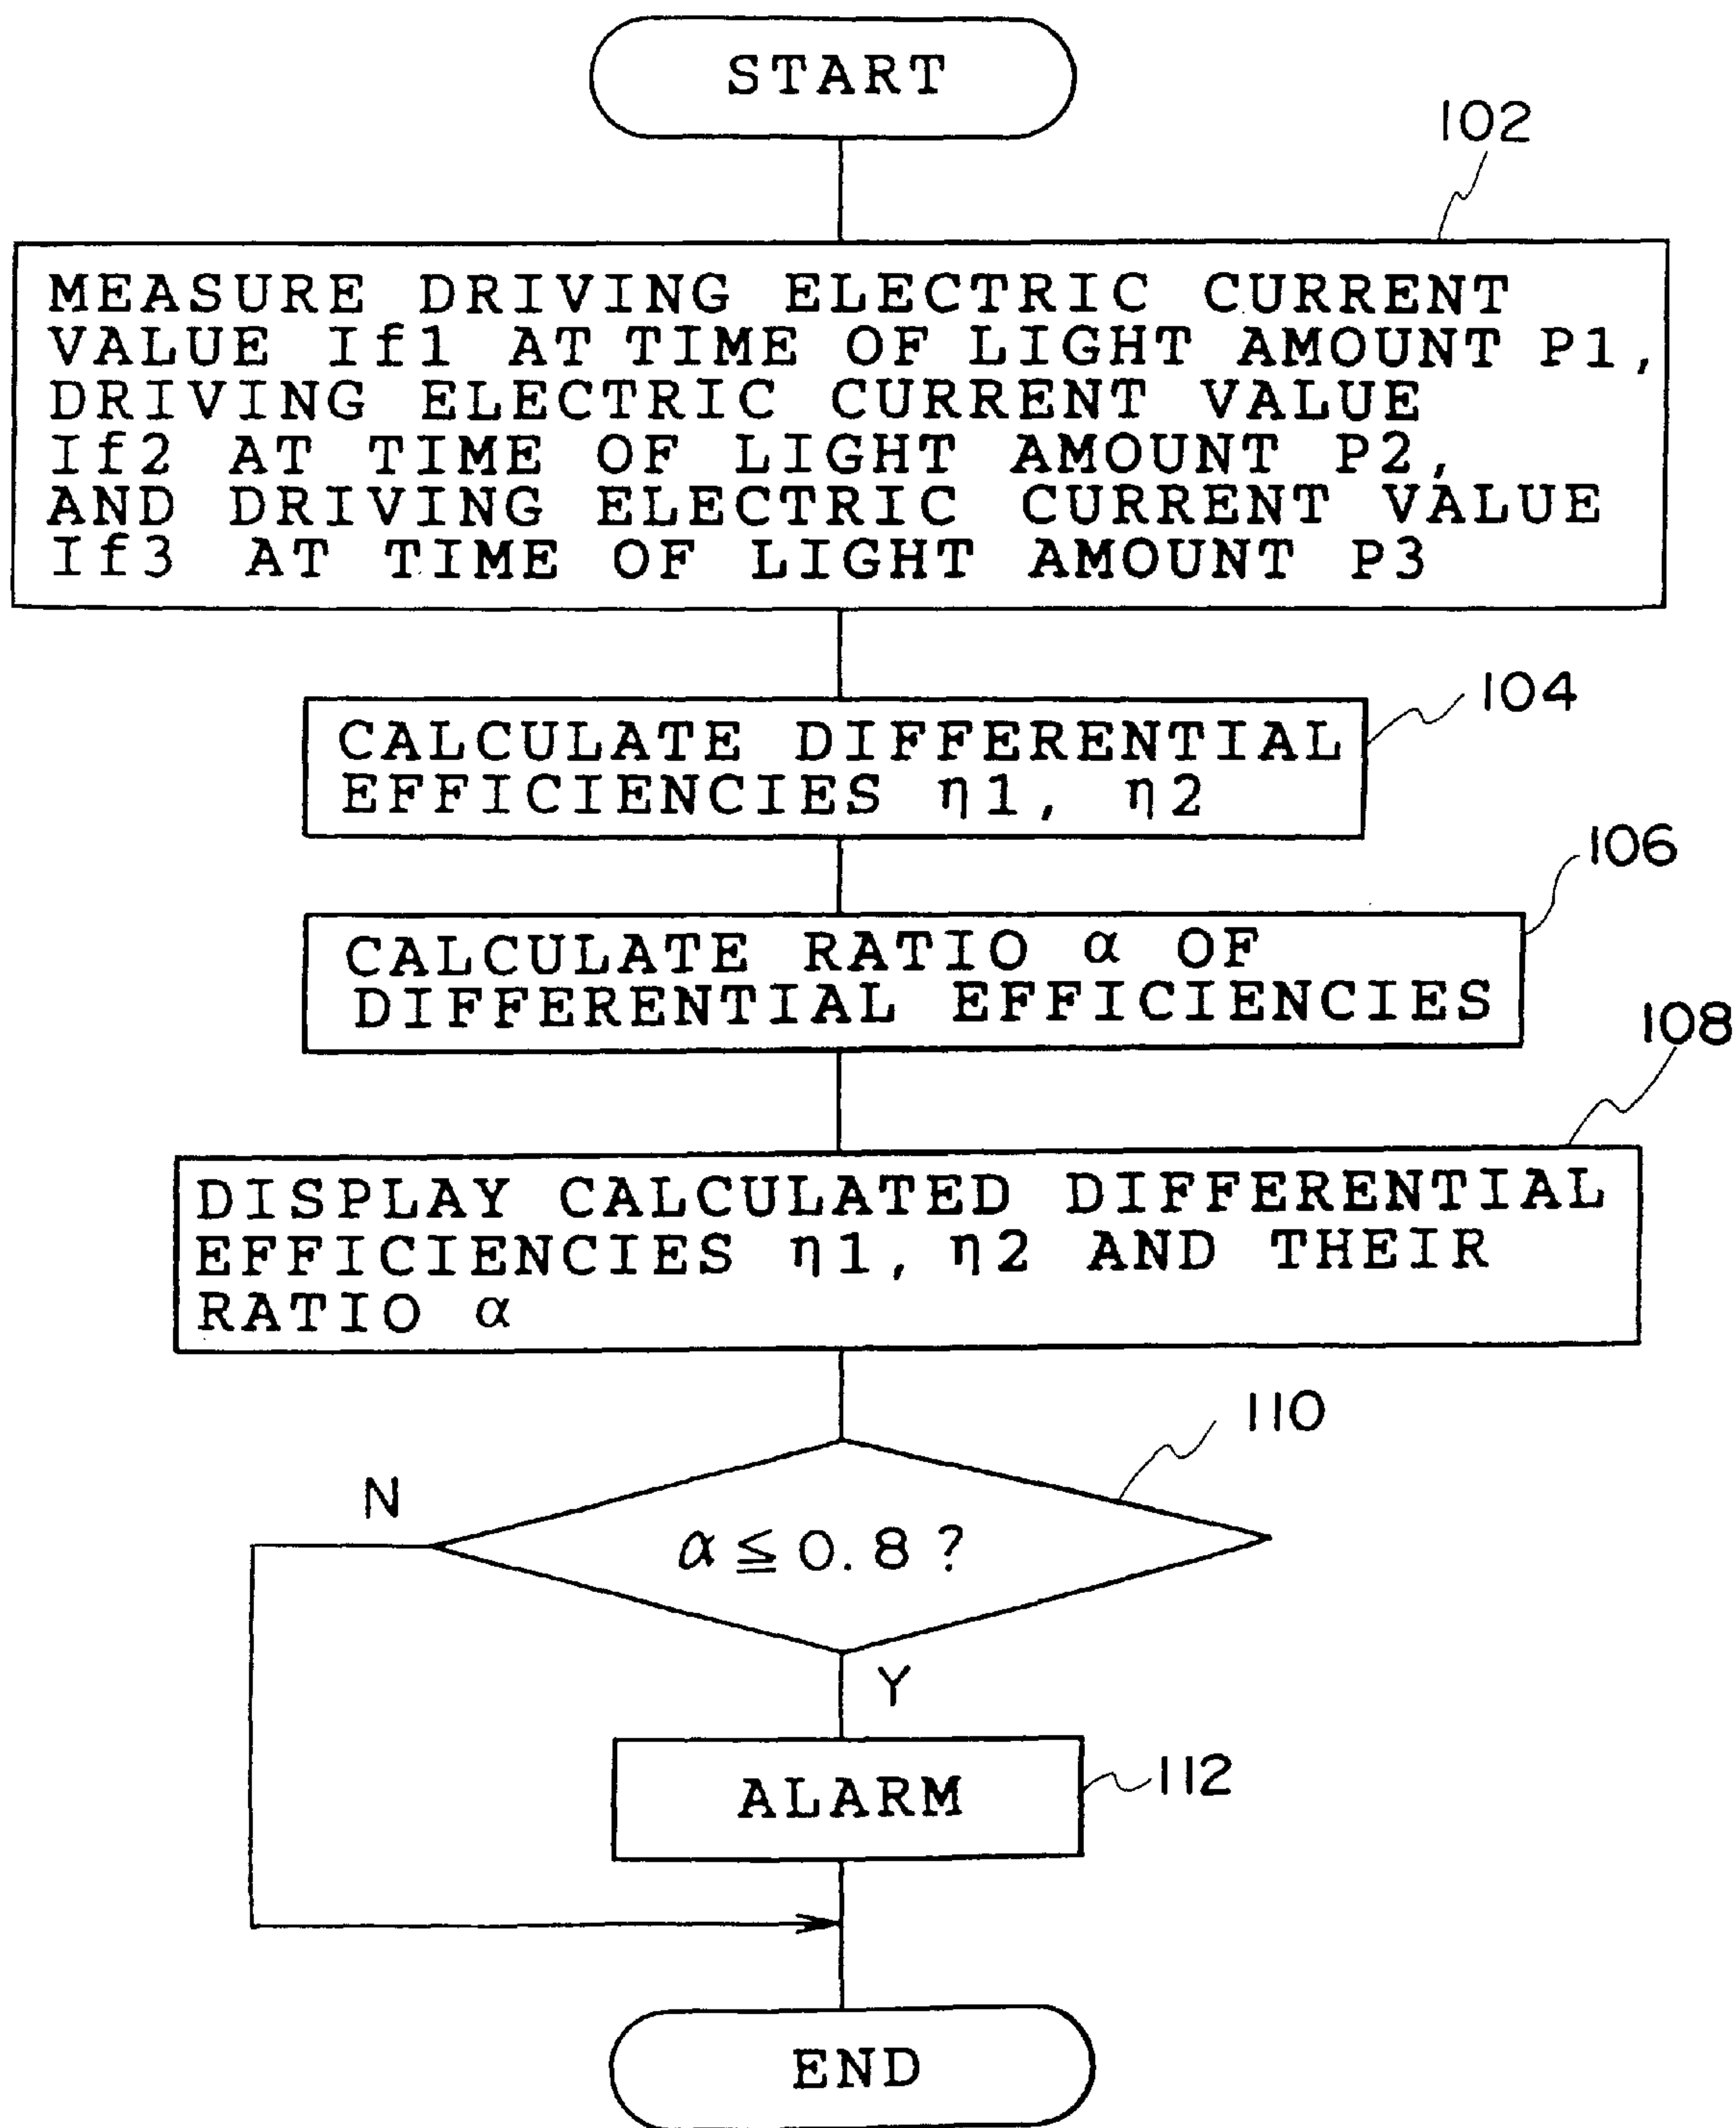 START
102
MEASURE DRIVING ELECTRIC CURRENT
VALUE If1 AT TIME OF LIGHT AMOUNT P1,
DRIVING ELECTRIC CURRENT VALUE
If2 AT TIME OF LIGHT AMOUNT P2,
AND DRIVING ELECTRIC CURRENT VALUE
If3 AT TIME OF LIGHT AMOUNT P3
104
CALCULATE DIFFERENTIAL
EFFICIENCIES η1, η2
106
CALCULATE RATIO α OF
DIFFERENTIAL EFFICIENCIES
108
DISPLAY CALCULATED DIFFERENTIAL
EFFICIENCIES η1, η2 AND THEIR
RATIO α
110
N
α ≦ 0.8 ?
Y
ALARM
112
END